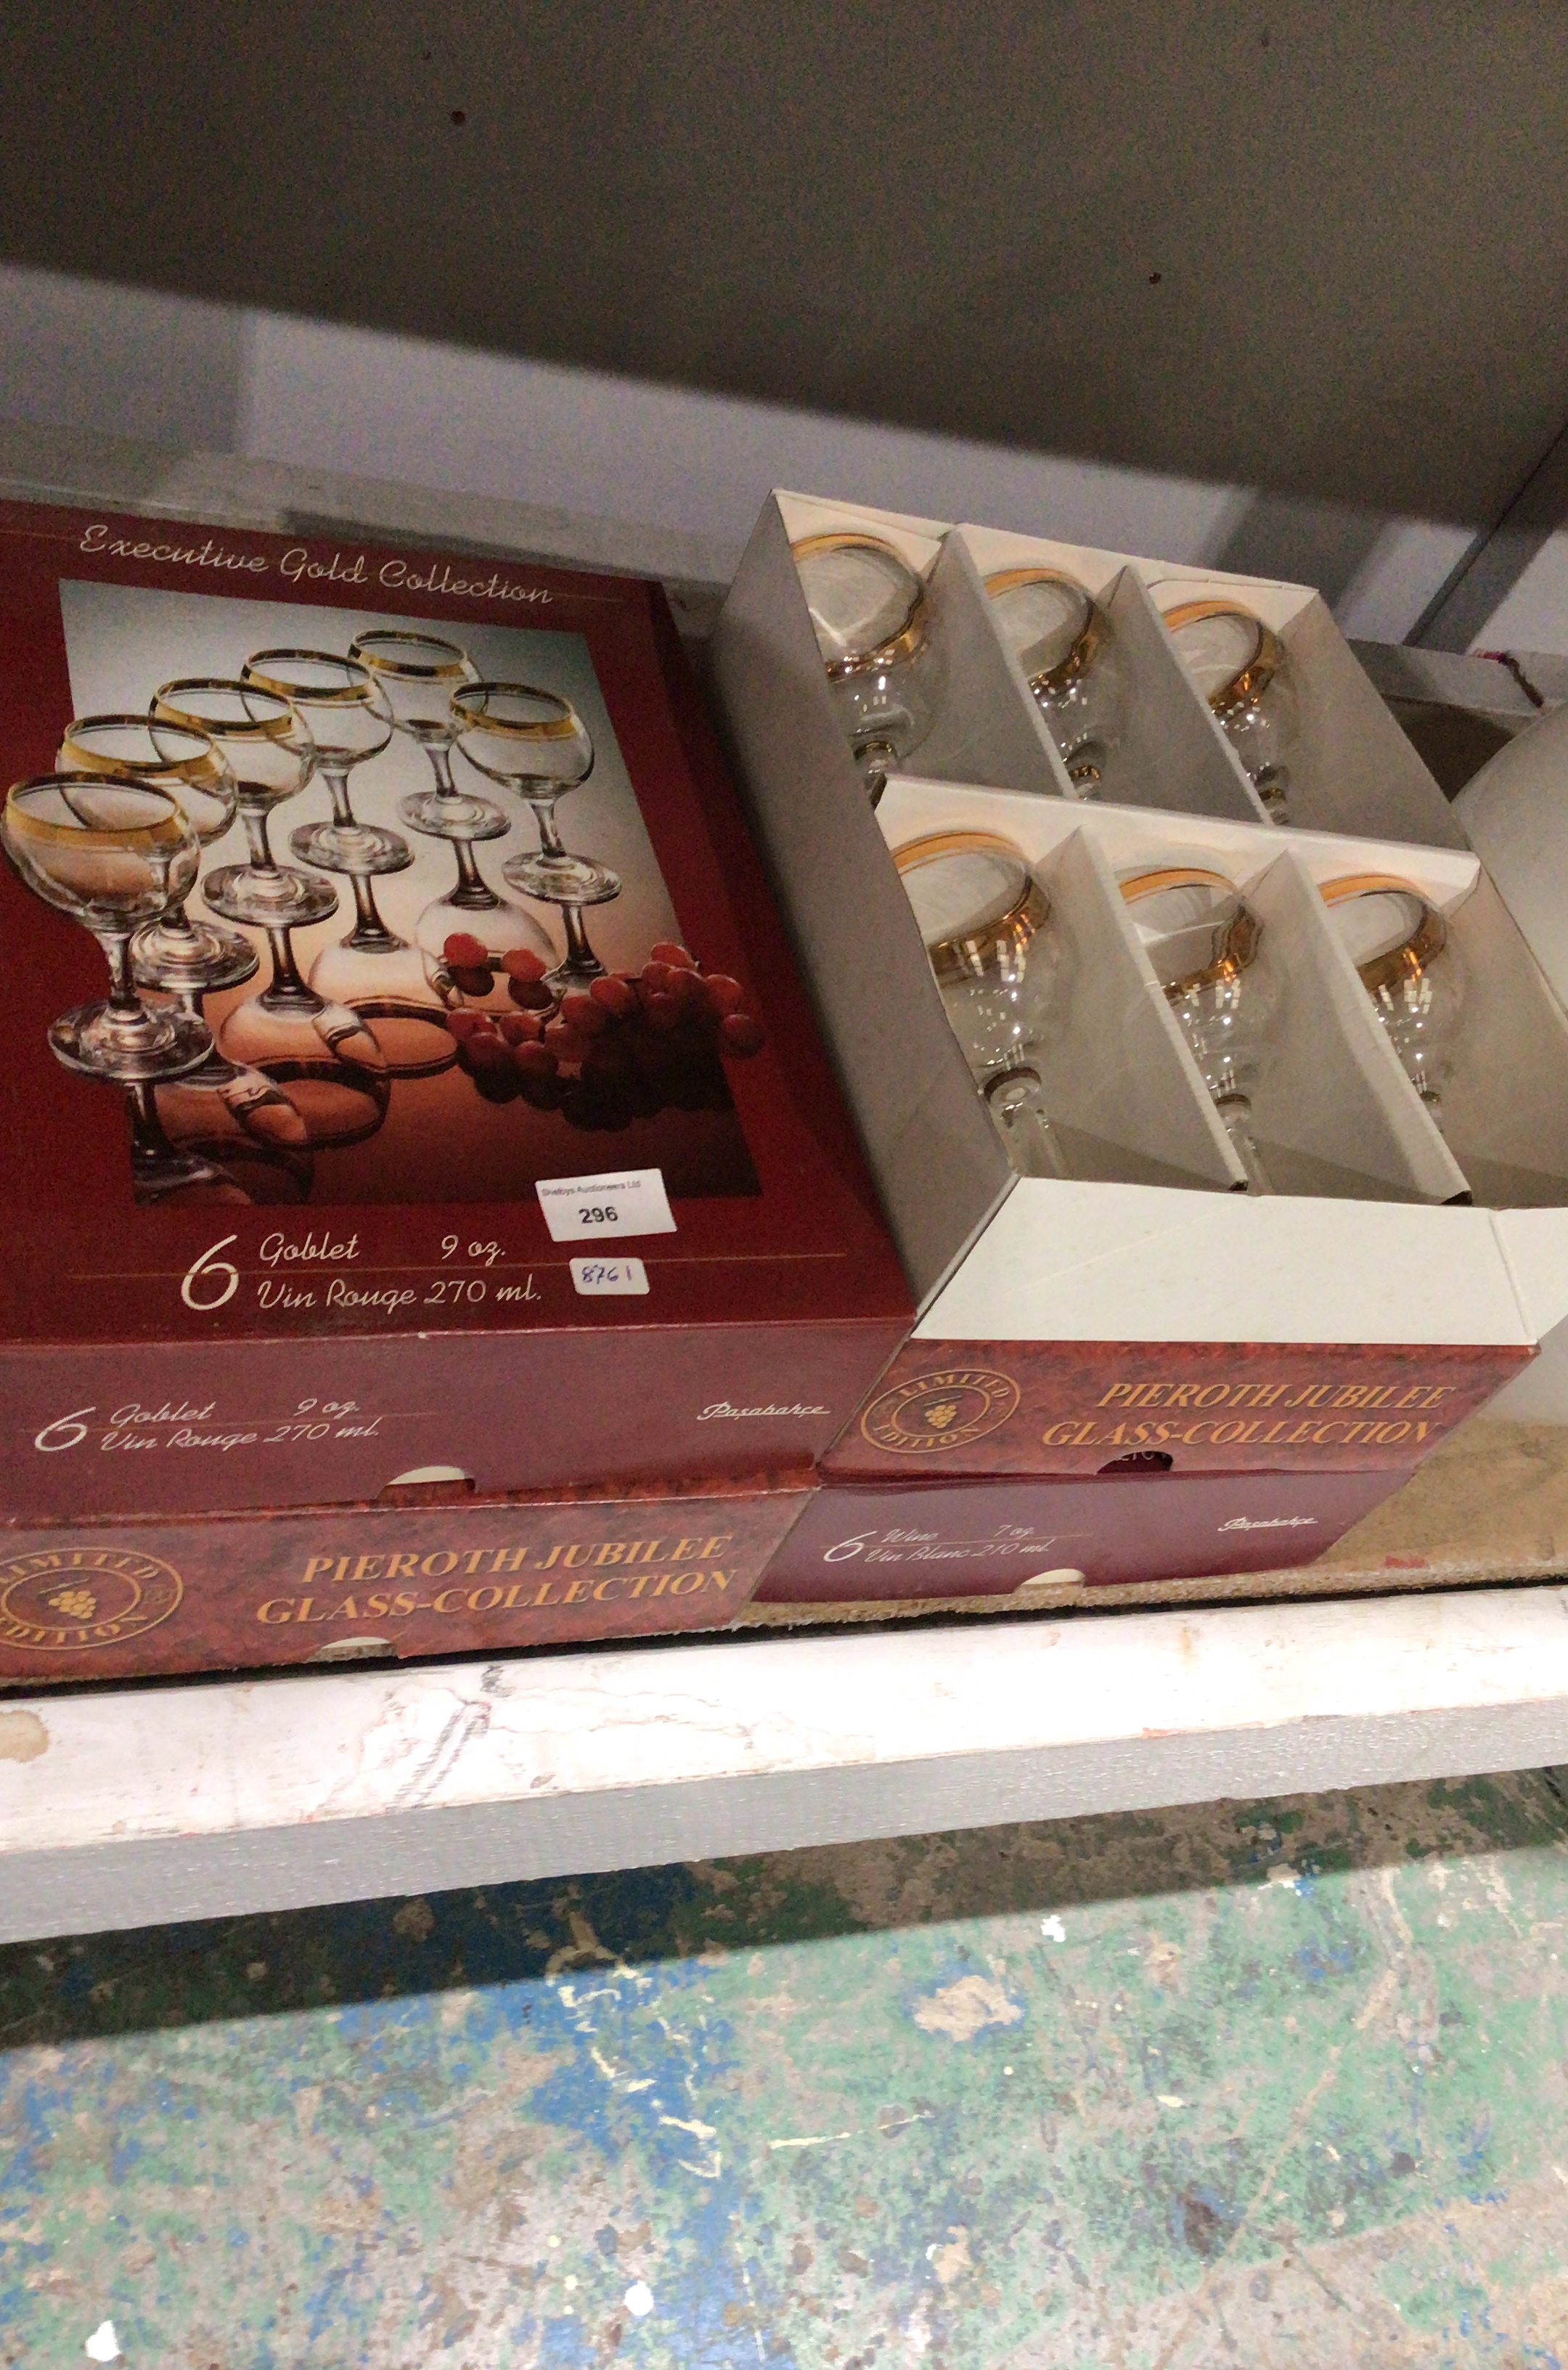 Executive Gold Collection
Shelbys Auctioneers Ltd
296
6 Goblet 9 oz.
Vin Rouge 270 ml.
8761
6 Goblet 9 oz.
Vin Rouge 270 ml.
Paşabahçe
LIMITED EDITION
PIEROTH JUBILEE
GLASS-COLLECTION
LIMITED EDITION
PIEROTH JUBILEE
GLASS-COLLECTION
6 Wine 7 oz.
Vin Blanc 210 ml.
Paşabahçe